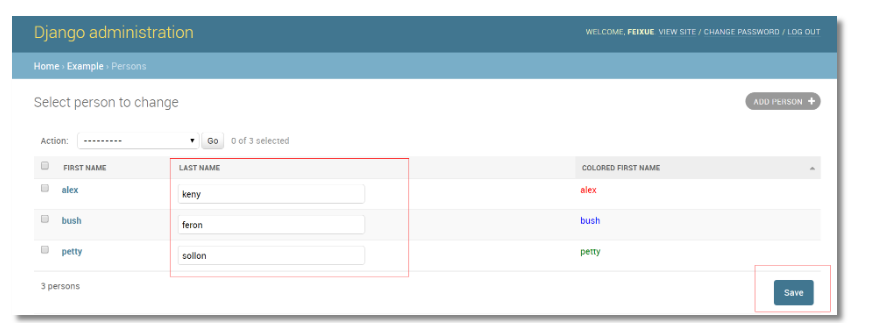 Django administration
WELCOME, FEIXUE. VIEW SITE / CHANGE PASSWORD / LOG OUT
Home › Example › Persons
Select person to change
ADD PERSON +
Action: --------- Go 0 of 3 selected
FIRST NAME LAST NAME COLORED FIRST NAME
alex keny alex
bush feron bush
petty sollon petty
3 persons
Save